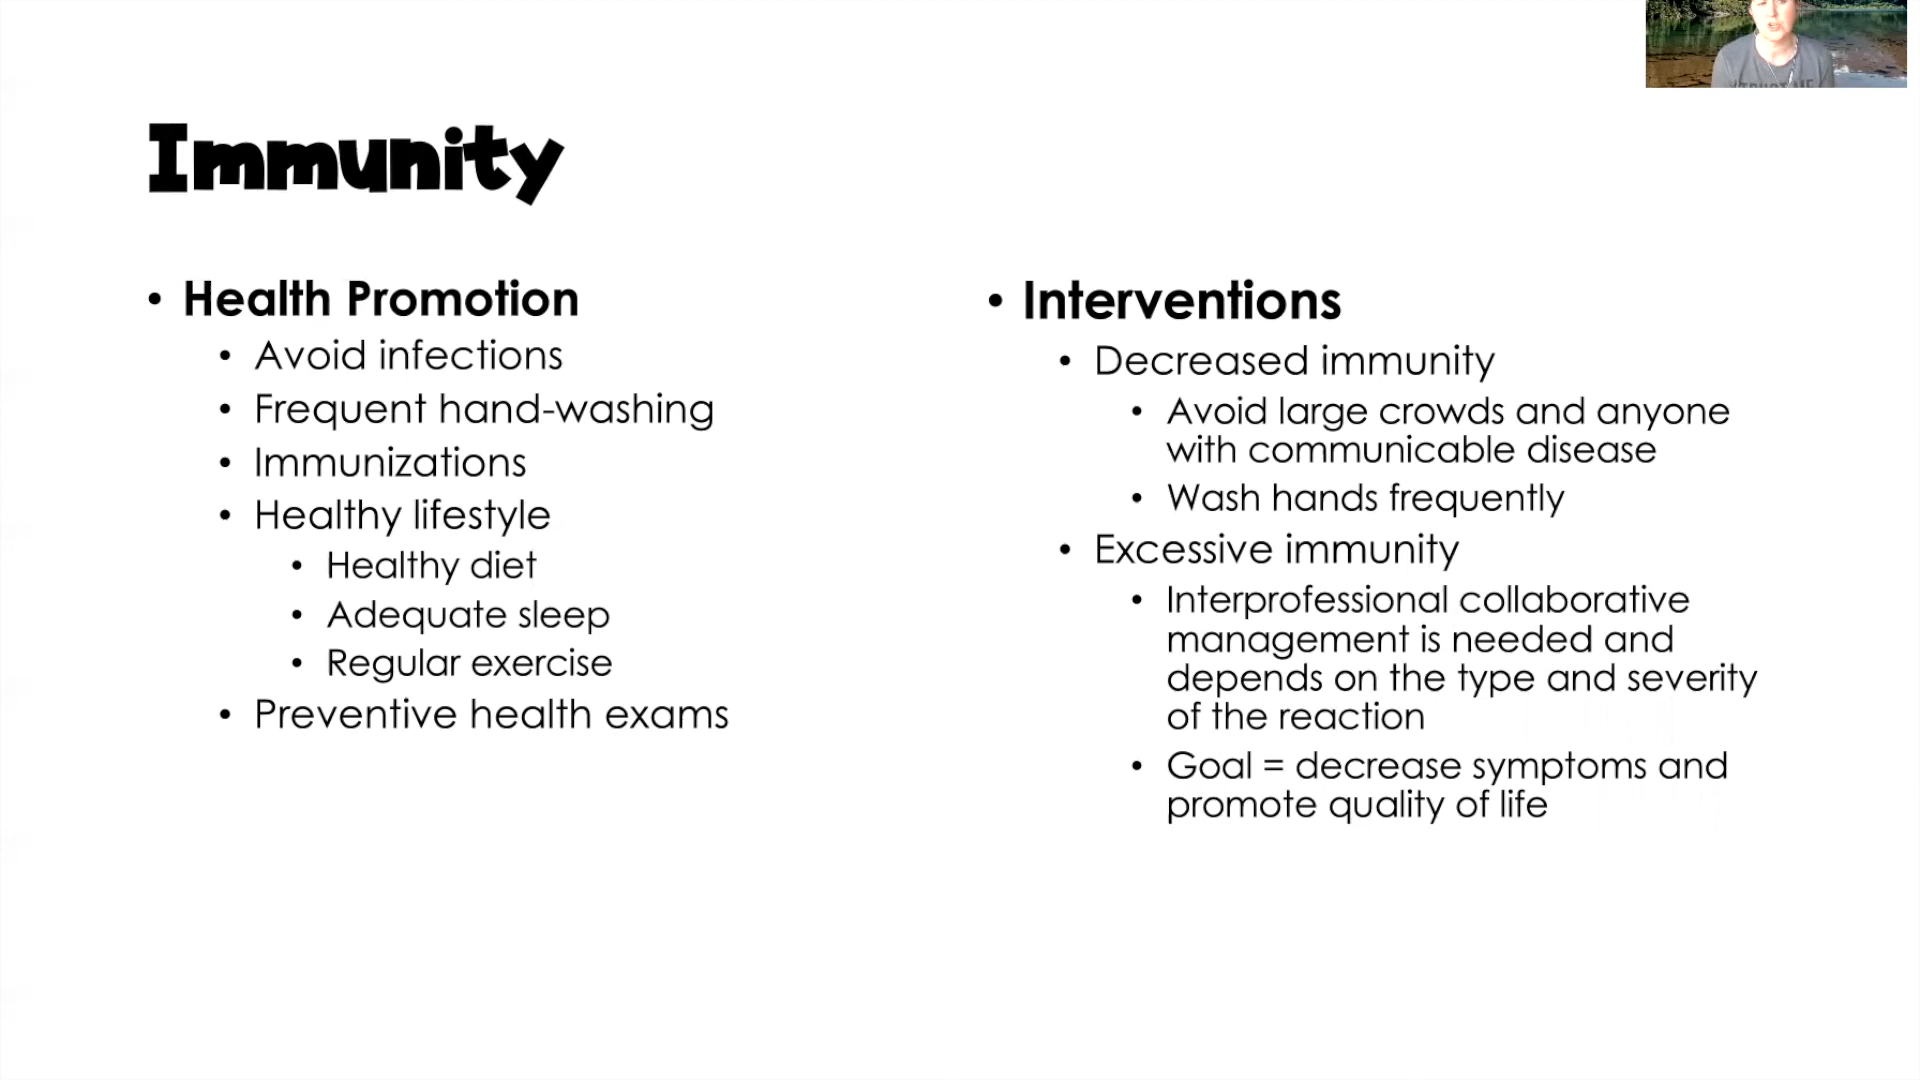 Immunity
• Health Promotion
• Avoid infections
• Frequent hand-washing
• Immunizations
• Healthy lifestyle
• Healthy diet
• Adequate sleep
• Regular exercise
• Preventive health exams
• Interventions
• Decreased immunity
• Avoid large crowds and anyone
with communicable disease
• Wash hands frequently
• Excessive immunity
• Interprofessional collaborative
management is needed and
depends on the type and severity
of the reaction
• Goal = decrease symptoms and
promote quality of life